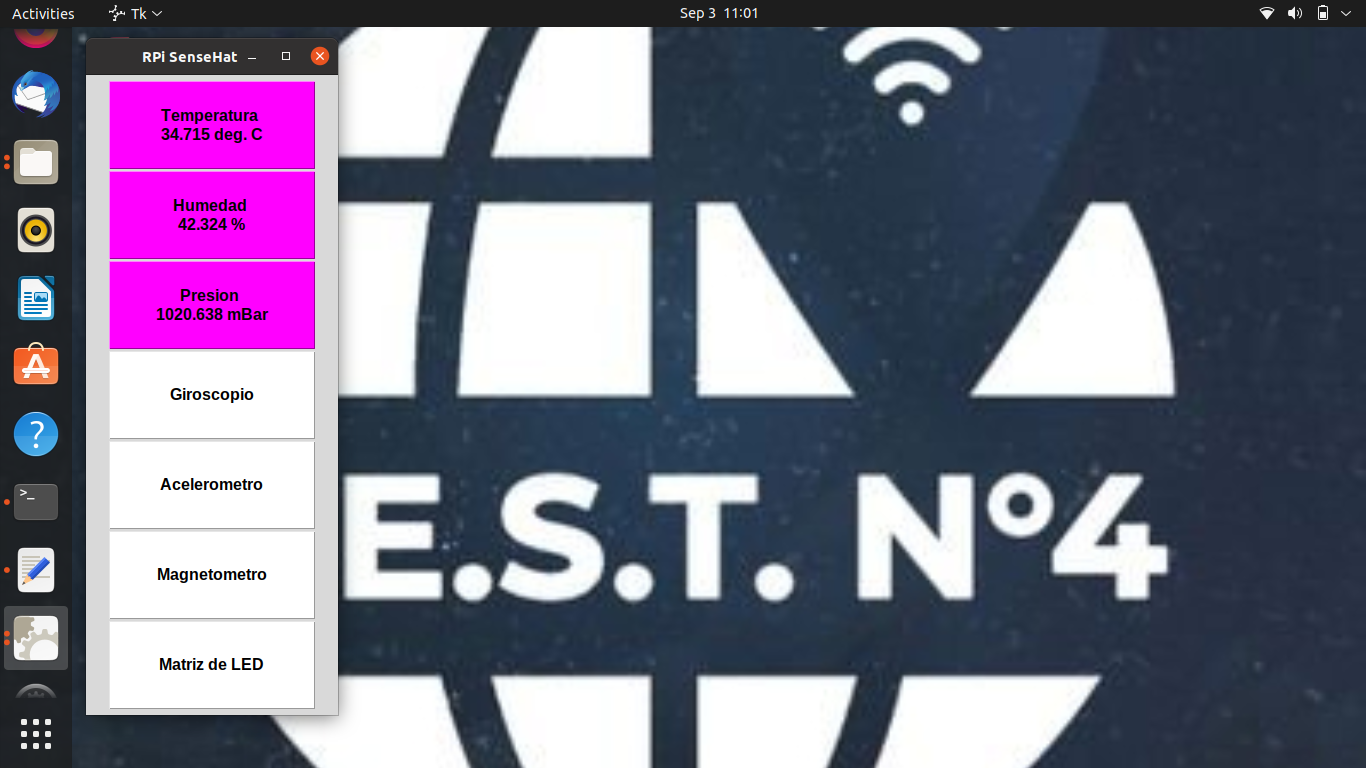 Activities
Tk
Sep 3 11:01
RPi SenseHat
Temperatura
34.715 deg. C
Humedad
42.324 %
Presion
1020.638 mBar
Giroscopio
Acelerometro
Magnetometro
Matriz de LED
E.S.T. N°4
>_
?